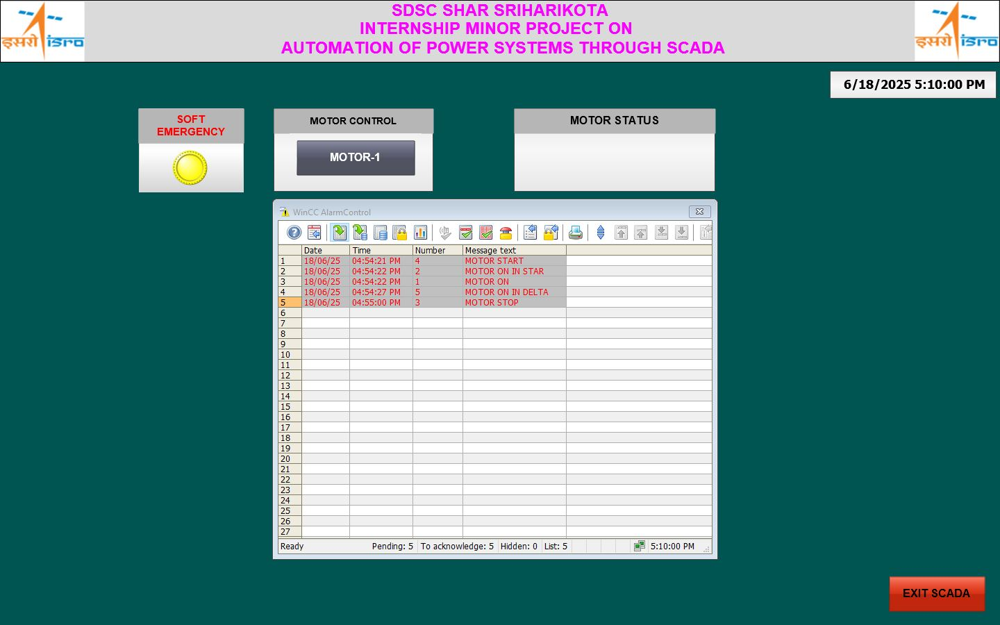 SDSC SHAR SRIHARIKOTA
INTERNSHIP MINOR PROJECT ON
AUTOMATION OF POWER SYSTEMS THROUGH SCADA
इसरो isro
इसरो isro
6/18/2025 5:10:00 PM
SOFT
EMERGENCY
MOTOR CONTROL
MOTOR-1
MOTOR STATUS
WinCC AlarmControl
Date Time Number Message text
1 18/06/25 04:54:21 PM 4 MOTOR START
2 18/06/25 04:54:22 PM 2 MOTOR ON IN STAR
3 18/06/25 04:54:22 PM 1 MOTOR ON
4 18/06/25 04:54:27 PM 5 MOTOR ON IN DELTA
5 18/06/25 04:55:00 PM 3 MOTOR STOP
6
7
8
9
10
11
12
13
14
15
16
17
18
19
20
21
22
23
24
25
26
27
Ready Pending: 5 To acknowledge: 5 Hidden: 0 List: 5 5:10:00 PM
EXIT SCADA